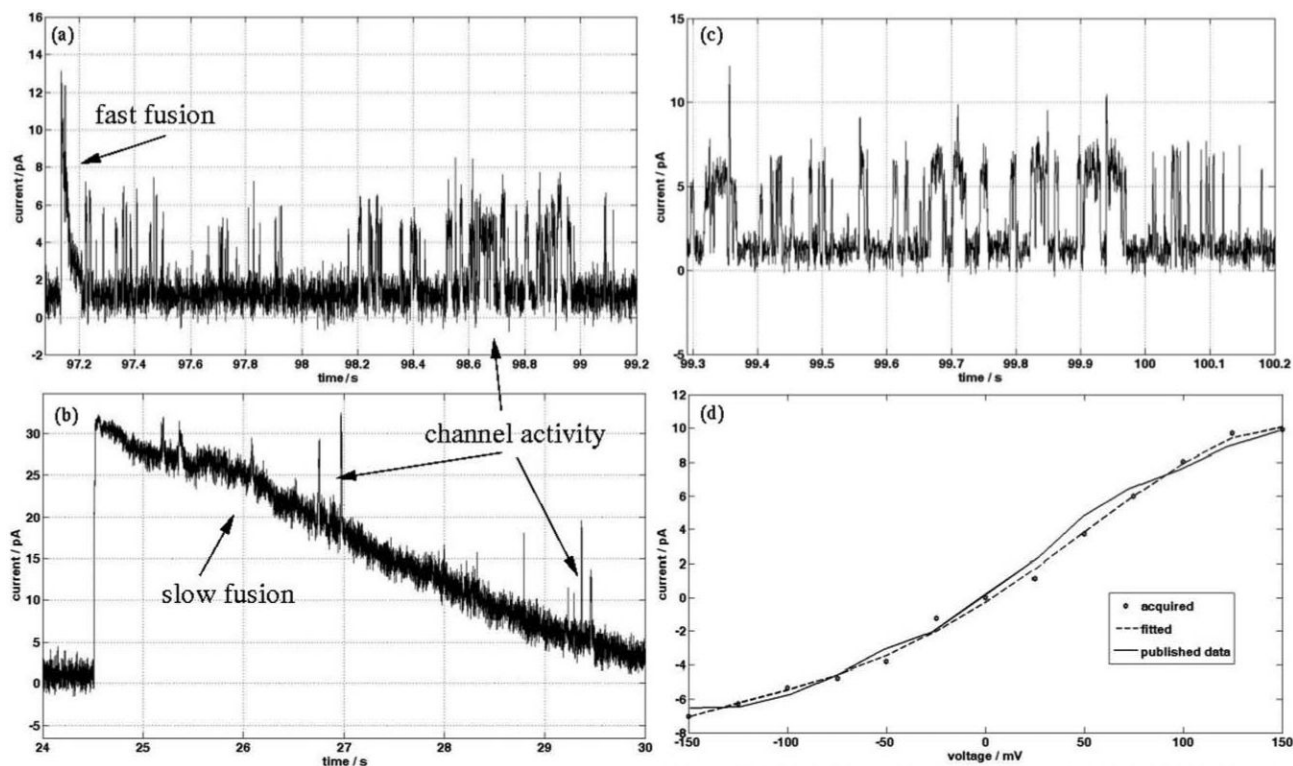 16
14
12
10
8
6
4
2
0
-2
current / pA
(a)
fast fusion
97.2 97.4 97.6 97.8 98 98.2 98.4 98.6 98.8 99 99.2
time / s
(c)
15
10
5
0
-5
current / pA
99.3 99.4 99.5 99.6 99.7 99.8 99.9 100 100.1 100.2
time / s
(b)
30
25
20
15
10
5
0
-5
current / pA
channel activity
slow fusion
24 25 26 27 28 29 30
time / s
(d)
12
10
8
6
4
2
0
-2
-4
-6
-8
current / pA
acquired
fitted
published data
-150 -100 -50 0 50 100 150
voltage / mV